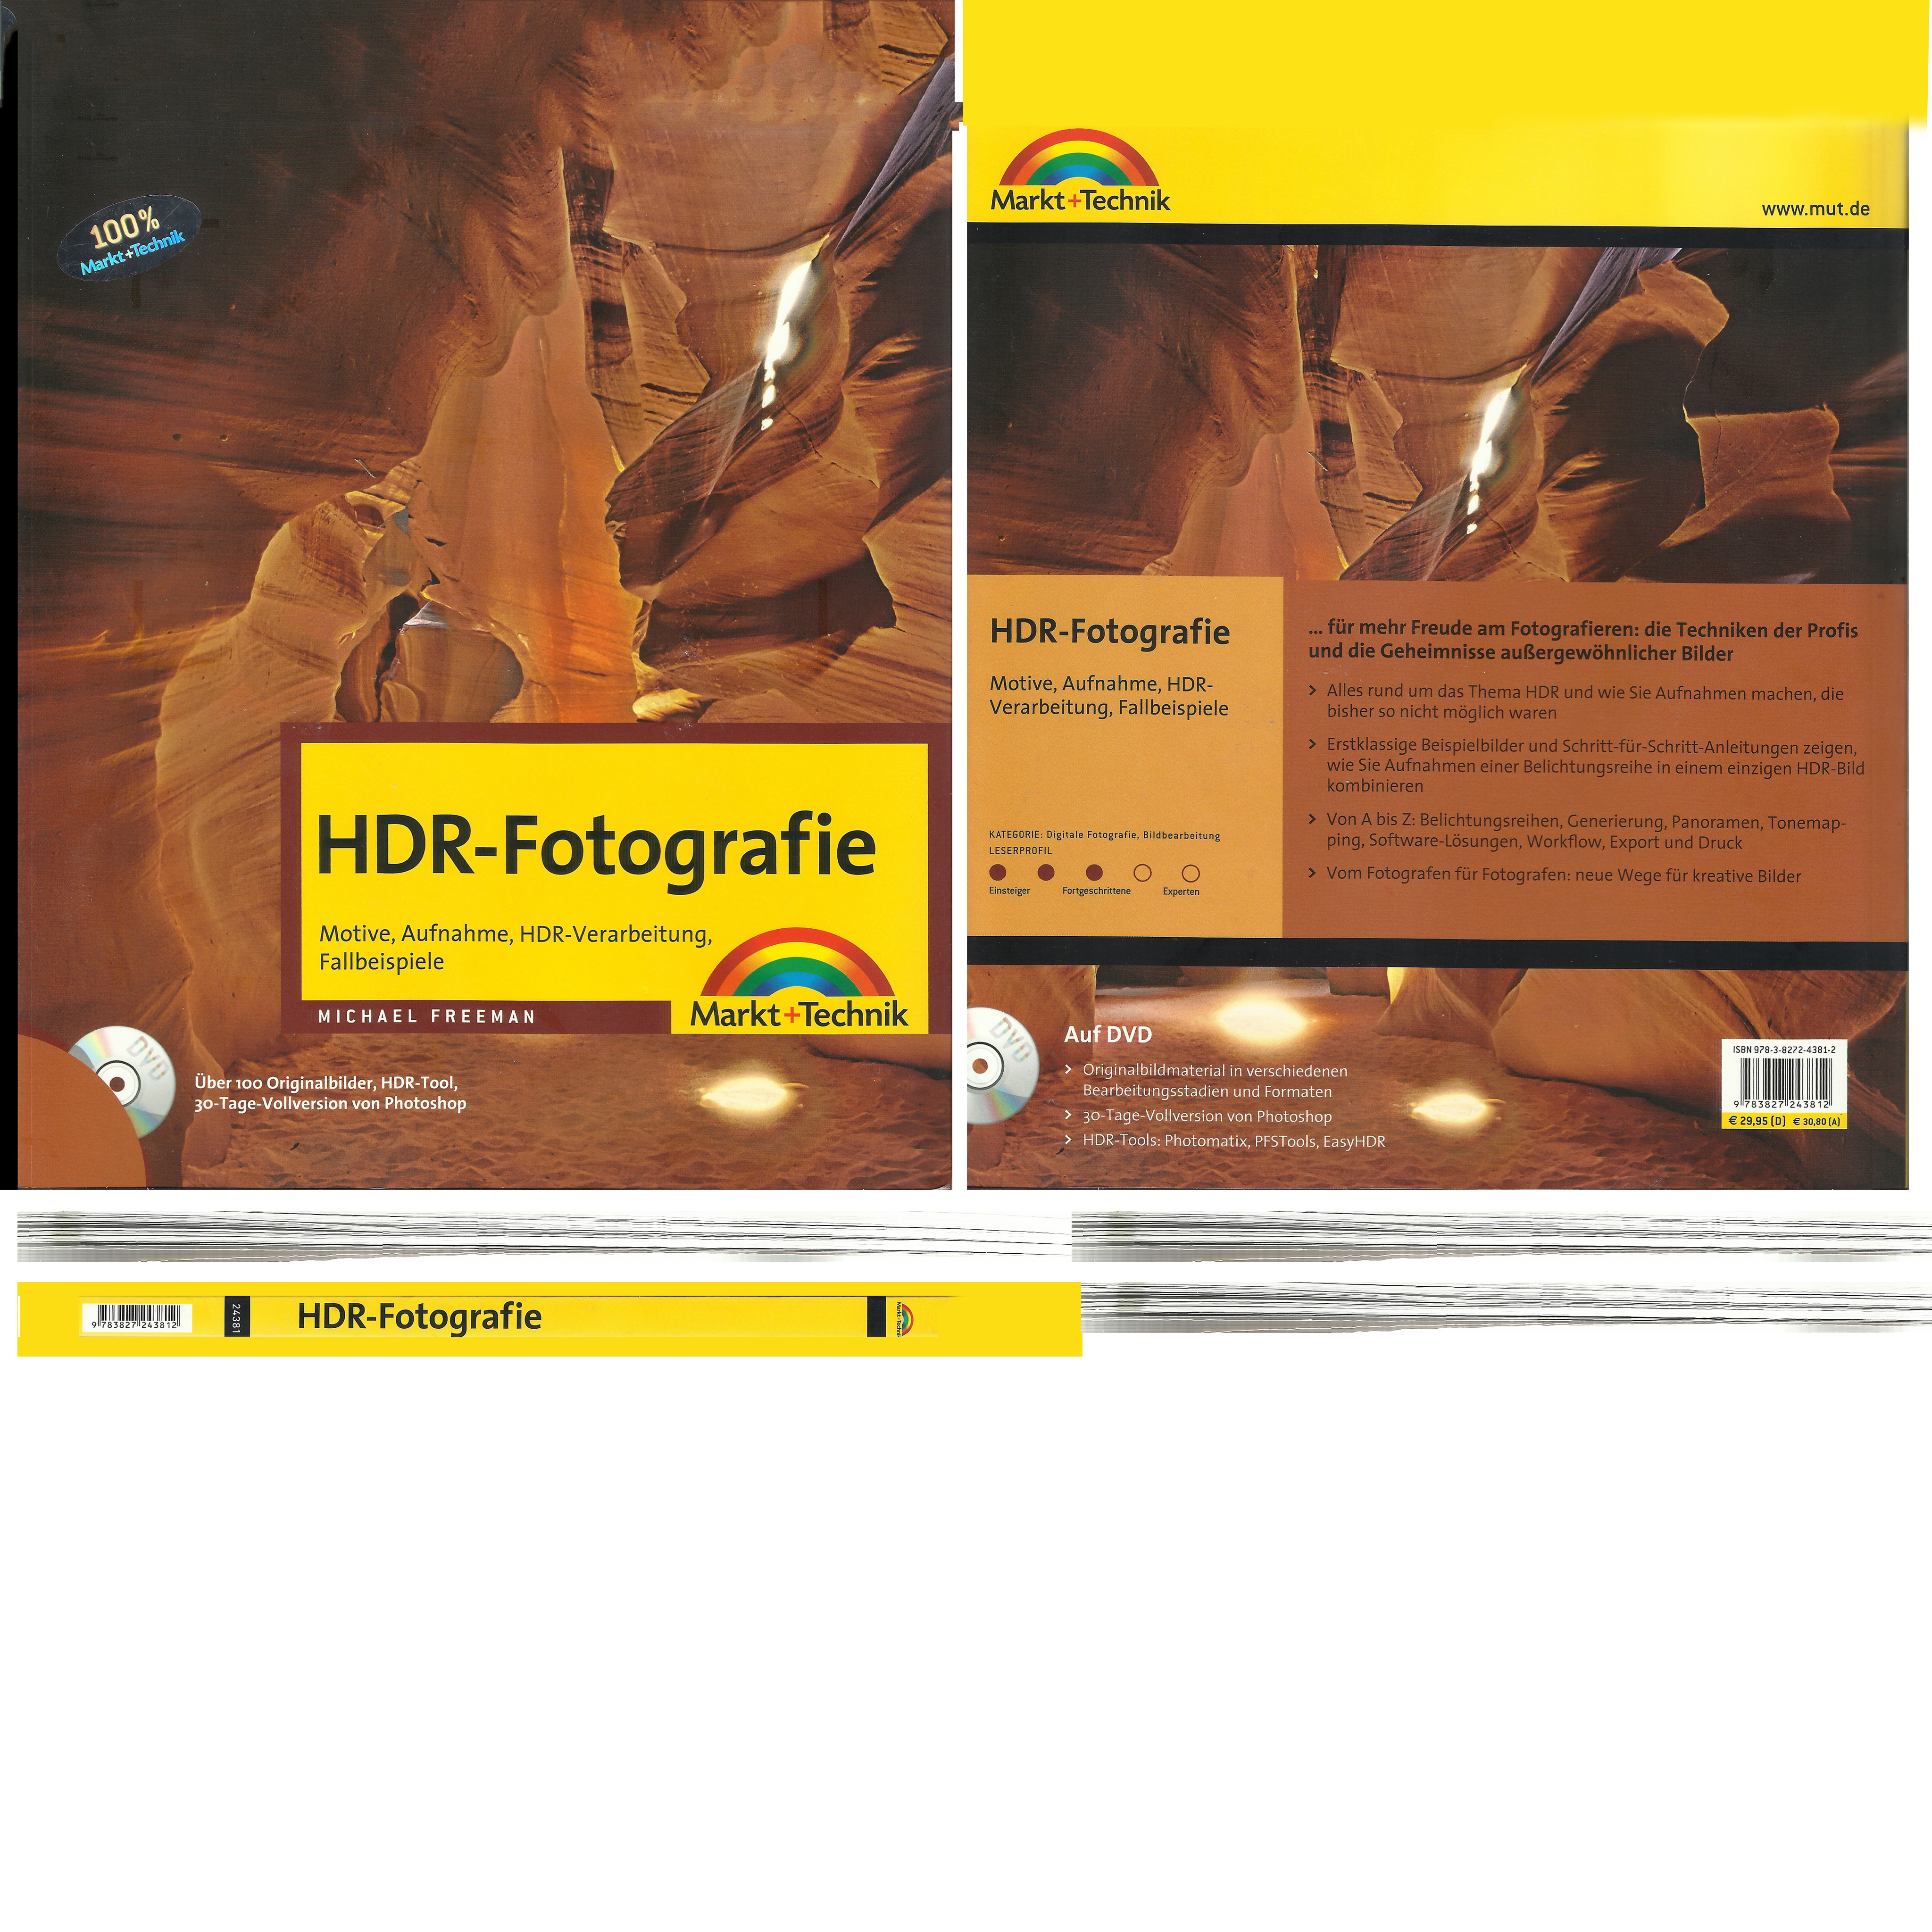 100%
Markt+Technik
HDR-Fotografie
Motive, Aufnahme, HDR-Verarbeitung,
Fallbeispiele
MICHAEL FREEMAN
Markt+Technik
DVD
Über 100 Originalbilder, HDR-Tool,
30-Tage-Vollversion von Photoshop
Markt+Technik
www.mut.de
HDR-Fotografie
Motive, Aufnahme, HDR-
Verarbeitung, Fallbeispiele
KATEGORIE: Digitale Fotografie, Bildbearbeitung
LESERPROFIL
Einsteiger Fortgeschrittene Experten
... für mehr Freude am Fotografieren: die Techniken der Profis
und die Geheimnisse außergewöhnlicher Bilder
> Alles rund um das Thema HDR und wie Sie Aufnahmen machen, die
bisher so nicht möglich waren
> Erstklassige Beispielbilder und Schritt-für-Schritt-Anleitungen zeigen,
wie Sie Aufnahmen einer Belichtungsreihe in einem einzigen HDR-Bild
kombinieren
> Von A bis Z: Belichtungsreihen, Generierung, Panoramen, Tonemap-
ping, Software-Lösungen, Workflow, Export und Druck
> Vom Fotografen für Fotografen: neue Wege für kreative Bilder
DVD
Auf DVD
> Originalbildmaterial in verschiedenen
Bearbeitungsstadien und Formaten
> 30-Tage-Vollversion von Photoshop
> HDR-Tools: Photomatix, PFSTools, EasyHDR
ISBN 978-3-8272-4381-2
9 783827 243812
€ 29,95 (D) € 30,80 (A)
9 783827 243812
24381
HDR-Fotografie
Markt+Technik